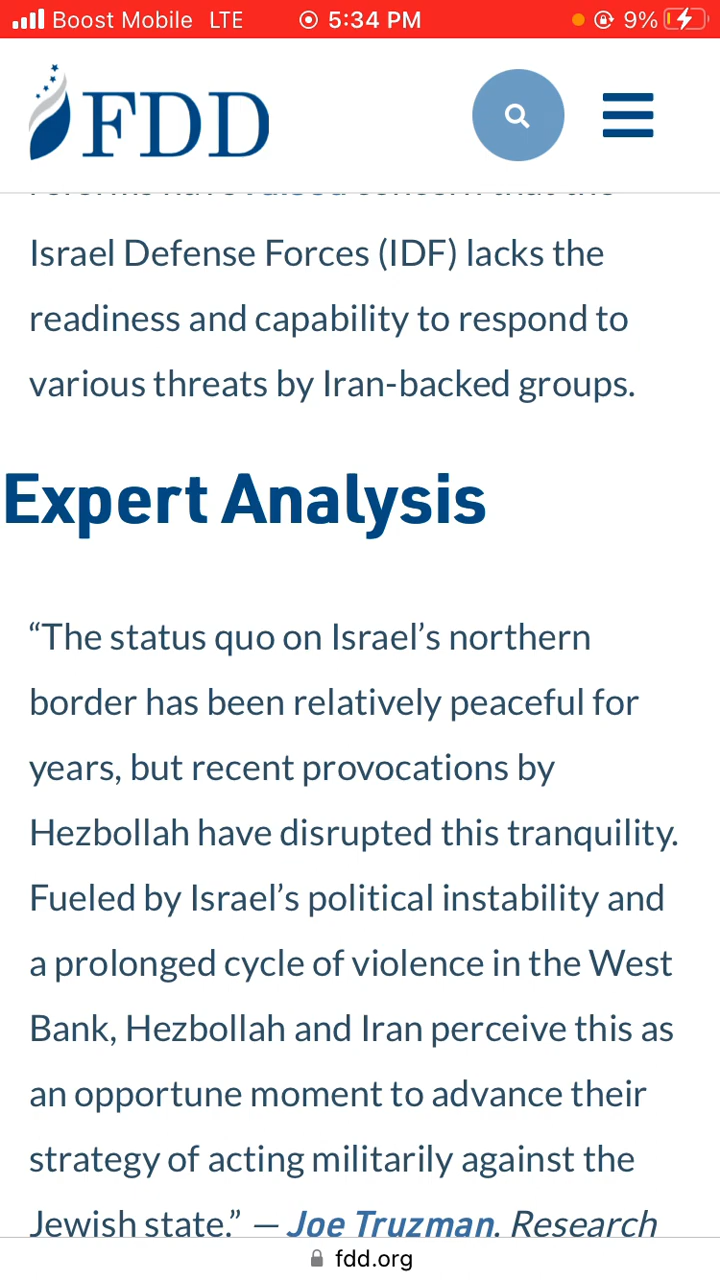 Boost Mobile LTE 5:34 PM 9%
FDD
Israel Defense Forces (IDF) lacks the
readiness and capability to respond to
various threats by Iran-backed groups.
Expert Analysis
“The status quo on Israel’s northern
border has been relatively peaceful for
years, but recent provocations by
Hezbollah have disrupted this tranquility.
Fueled by Israel’s political instability and
a prolonged cycle of violence in the West
Bank, Hezbollah and Iran perceive this as
an opportune moment to advance their
strategy of acting militarily against the
Jewish state.” — Joe Truzman, Research
fdd.org